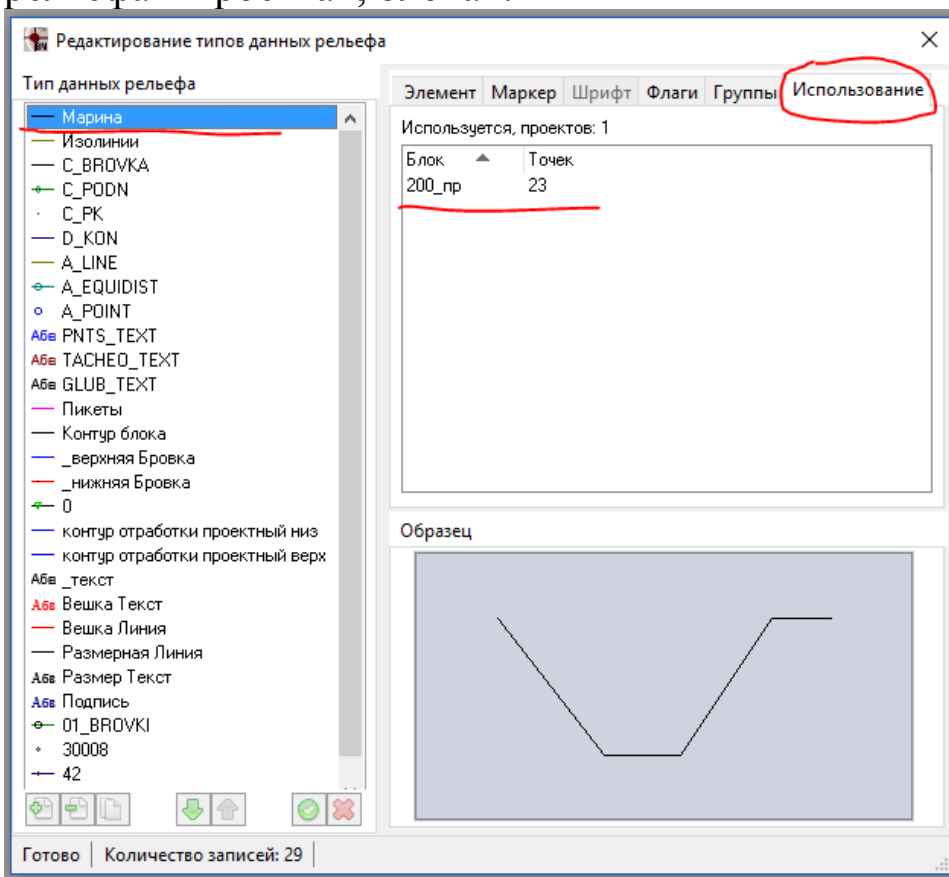 Редактирование типов данных рельефа
Тип данных рельефа
Марина
Изолинии
C_BROVKA
C_PODN
C_PK
D_KON
A_LINE
A_EQUIDIST
A_POINT
Абв PNTS_TEXT
Абв TACHEO_TEXT
Абв GLUB_TEXT
Пикеты
Контур блока
_верхняя Бровка
_нижняя Бровка
0
контур отработки проектный низ
контур отработки проектный верх
Абв _текст
Абв Вешка Текст
Вешка Линия
Размерная Линия
Абв Размер Текст
Абв Подпись
01_BROVKI
30008
42
Элемент Маркер Шрифт Флаги Группы Использование
Используется, проектов: 1
Блок Точек
200_пр 23
Образец
Готово Количество записей: 29